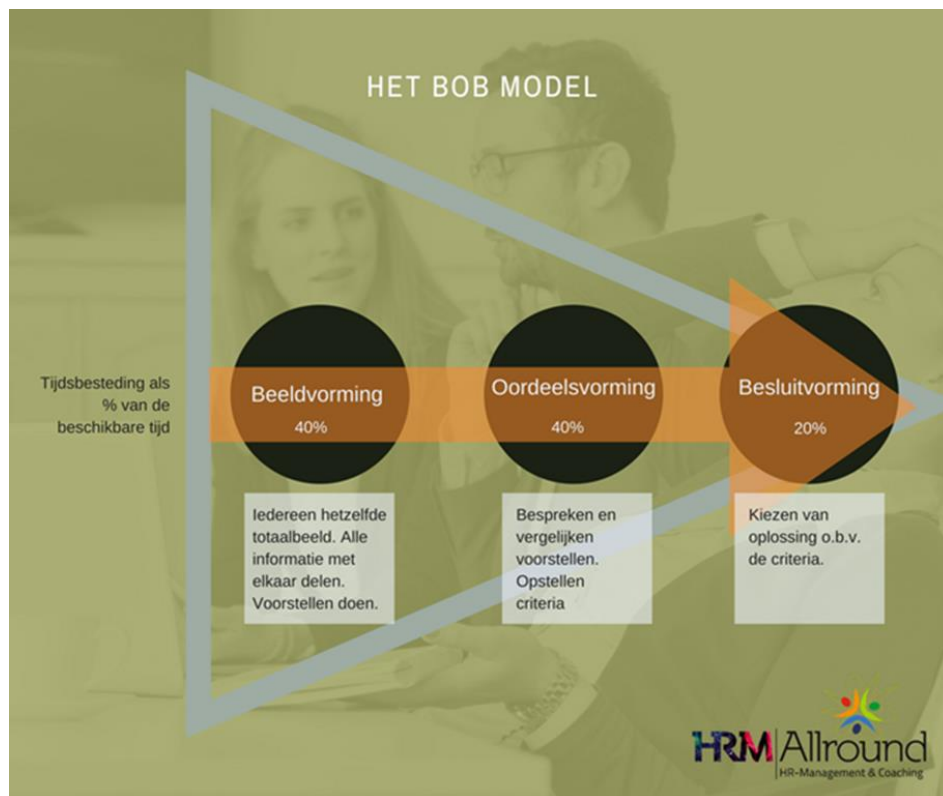 HET BOB MODEL
Tijdsbesteding als
% van de
beschikbare tijd
Beeldvorming
40%
Oordeelsvorming
40%
Besluitvorming
20%
Iedereen hetzelfde
totaalbeeld. Alle
informatie met
elkaar delen.
Voorstellen doen.
Bespreken en
vergelijken
voorstellen.
Opstellen
criteria
Kiezen van
oplossing o.b.v.
de criteria.
HRM Allround
HR-Management & Coaching